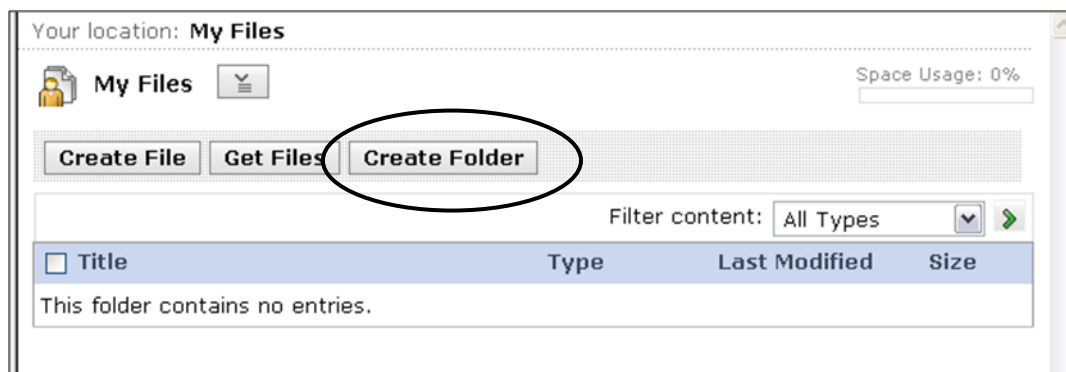 Your location: My Files
My Files
Space Usage: 0%
Create File Get Files Create Folder
Filter content: All Types
Title Type Last Modified Size
This folder contains no entries.